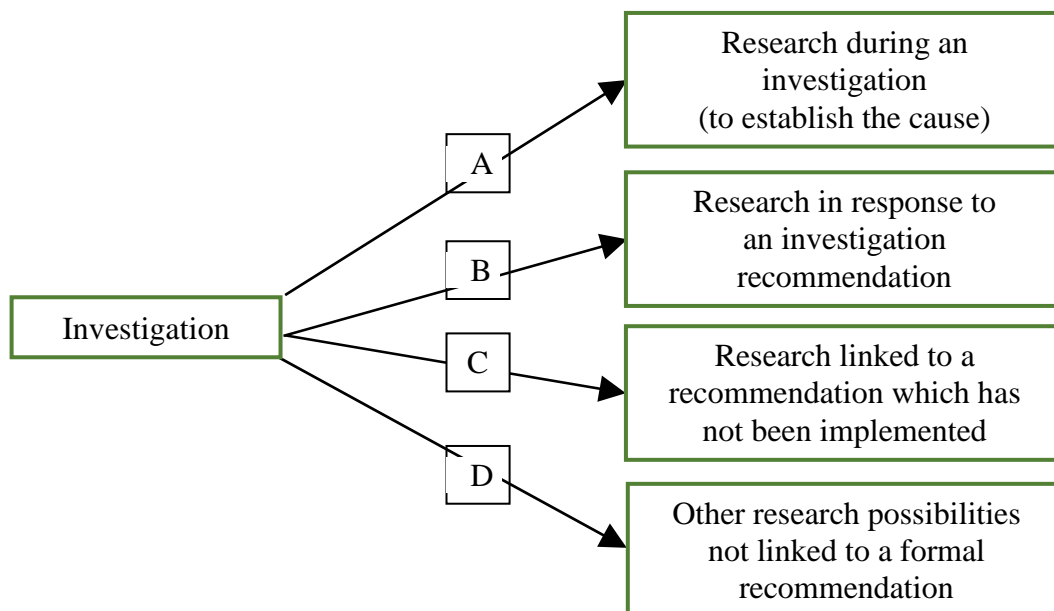 Research during an
investigation
(to establish the cause)
A
Research in response to
an investigation
recommendation
B
Investigation
C
Research linked to a
recommendation which has
not been implemented
D
Other research possibilities
not linked to a formal
recommendation